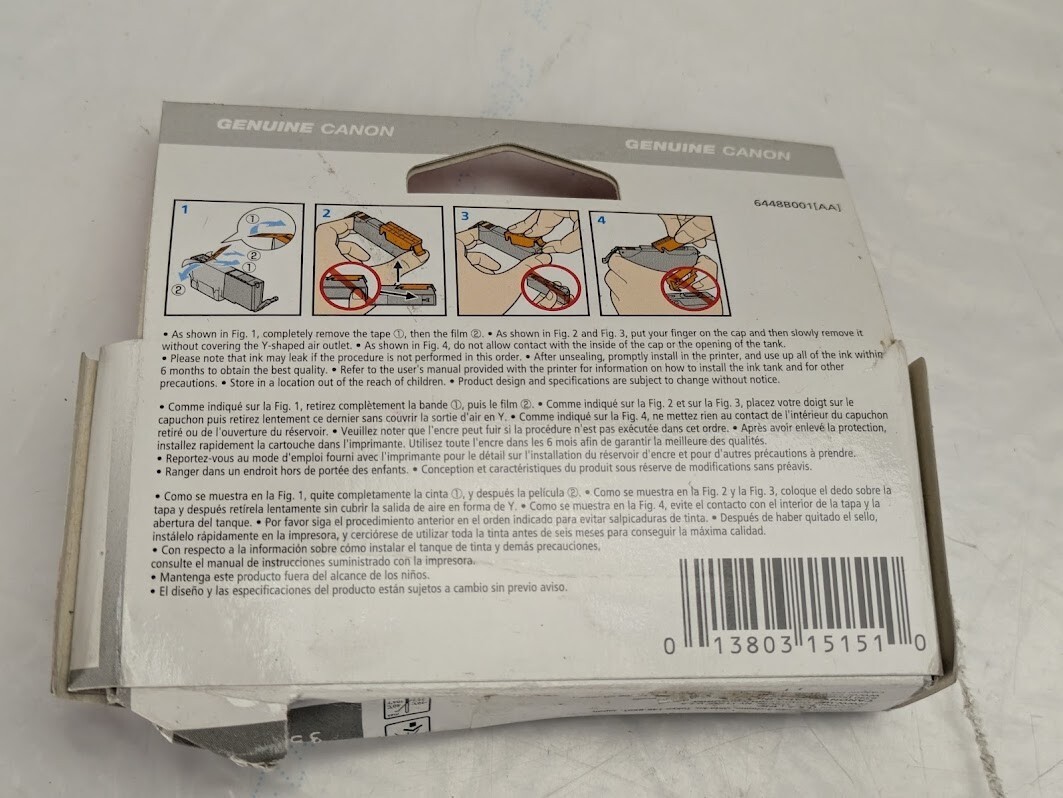 GENUINE CANON
GENUINE CANON
6448B001[AA]
1
①
②
①
②
2
3
4
• As shown in Fig. 1, completely remove the tape ①, then the film ②. • As shown in Fig. 2 and Fig. 3, put your finger on the cap and then slowly remove it
without covering the Y-shaped air outlet. • As shown in Fig. 4, do not allow contact with the inside of the cap or the opening of the tank.
• Please note that ink may leak if the procedure is not performed in this order. • After unsealing, promptly install in the printer, and use up all of the ink within
6 months to obtain the best quality. • Refer to the user's manual provided with the printer for information on how to install the ink tank and for other
precautions. • Store in a location out of the reach of children. • Product design and specifications are subject to change without notice.
• Comme indiqué sur la Fig. 1, retirez complètement la bande ①, puis le film ②. • Comme indiqué sur la Fig. 2 et sur la Fig. 3, placez votre doigt sur le
capuchon puis retirez lentement ce dernier sans couvrir la sortie d'air en Y. • Comme indiqué sur la Fig. 4, ne mettez rien au contact de l'intérieur du capuchon
retiré ou de l'ouverture du réservoir. • Veuillez noter que l'encre peut fuir si la procédure n'est pas exécutée dans cet ordre. • Après avoir enlevé la protection,
installez rapidement la cartouche dans l'imprimante. Utilisez toute l'encre dans les 6 mois afin de garantir la meilleure des qualités.
• Reportez-vous au mode d'emploi fourni avec l'imprimante pour le détail sur l'installation du réservoir d'encre et pour d'autres précautions à prendre.
• Ranger dans un endroit hors de portée des enfants. • Conception et caractéristiques du produit sous réserve de modifications sans préavis.
• Como se muestra en la Fig. 1, quite completamente la cinta ①, y después la película ②. • Como se muestra en la Fig. 2 y la Fig. 3, coloque el dedo sobre la
tapa y después retírela lentamente sin cubrir la salida de aire en forma de Y. • Como se muestra en la Fig. 4, evite el contacto con el interior de la tapa y la
abertura del tanque. • Por favor siga el procedimiento anterior en el orden indicado para evitar salpicaduras de tinta. • Después de haber quitado el sello,
instálelo rápidamente en la impresora, y cerciórese de utilizar toda la tinta antes de seis meses para conseguir la máxima calidad.
• Con respecto a la información sobre cómo instalar el tanque de tinta y demás precauciones,
consulte el manual de instrucciones suministrado con la impresora.
• Mantenga este producto fuera del alcance de los niños.
• El diseño y las especificaciones del producto están sujetos a cambio sin previo aviso.
0 13803 15151 0